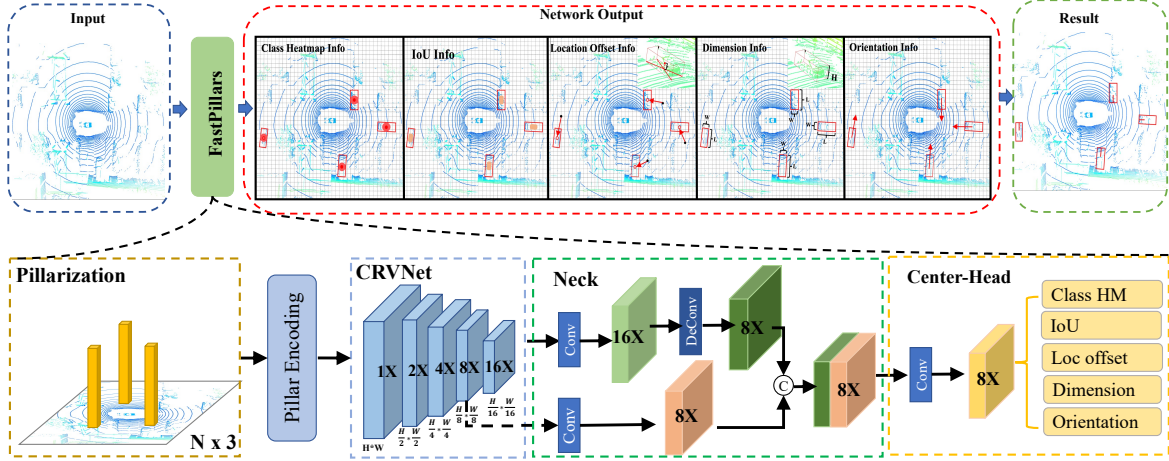 Input
Network Output
Result
FastPillars
Class Heatmap Info
IoU Info
Location Offset Info
Dimension Info
Orientation Info
H
L
W
W
L
W
L
W
L
Pillarization
N x 3
Pillar Encoding
CRVNet
1X
2X
4X
8X
16X
H*W
H/2 * W/2
H/4 * W/4
H/8 * W/8
H/16 * W/16
Neck
Conv
16X
DeConv
8X
Conv
8X
C
8X
Center-Head
Conv
8X
Class HM
IoU
Loc offset
Dimension
Orientation